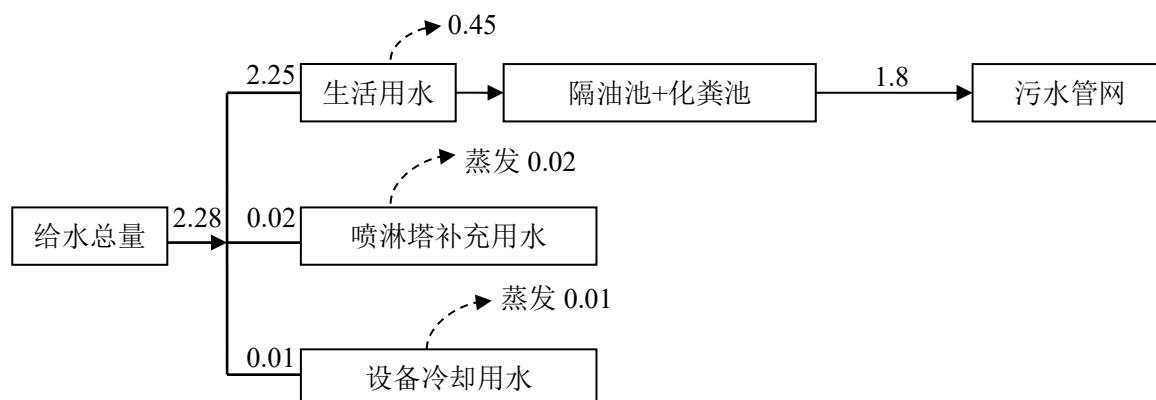 0.45
2.25
生活用水
隔油池+化粪池
1.8
污水管网
蒸发 0.02
给水总量
2.28
0.02
喷淋塔补充用水
蒸发 0.01
0.01
设备冷却用水